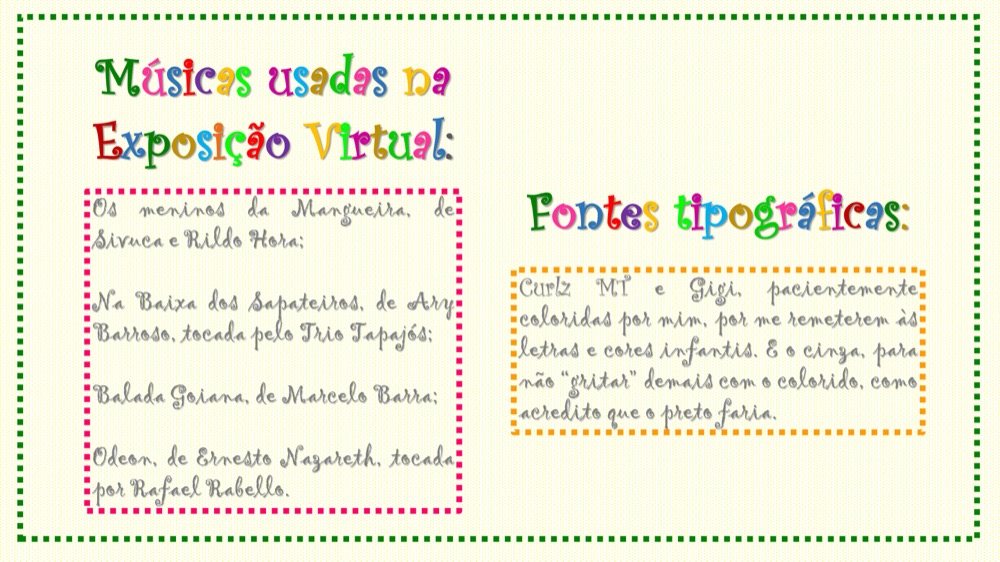 Músicas usadas na
Exposição Virtual:
Os meninos da Mangueira, de
Sivuca e Rildo Hora;
Na Baixa dos Sapateiros, de Ary
Barroso, tocada pelo Trio Tapajós;
Balada Goiana, de Marcelo Barra;
Odeon, de Ernesto Nazareth, tocada
por Rafael Rabello.
Fontes tipográficas:
Curlz MT e Gigi, pacientemente
coloridas por mim, por me remeterem às
letras e cores infantis. E o cinza, para
não “gritar” demais com o colorido, como
acredito que o preto faria.